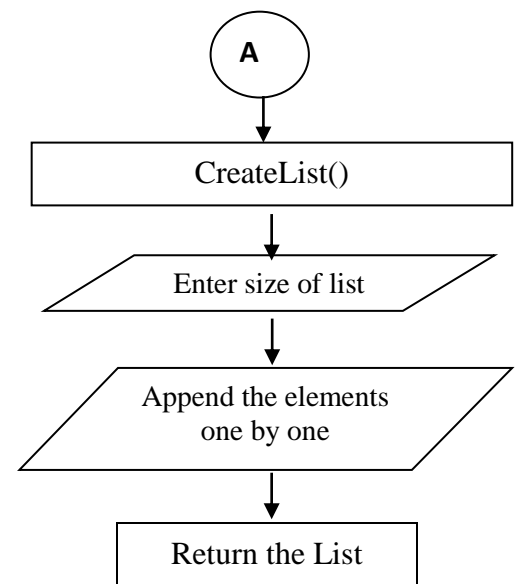 A
CreateList()
Enter size of list
Append the elements
one by one
Return the List